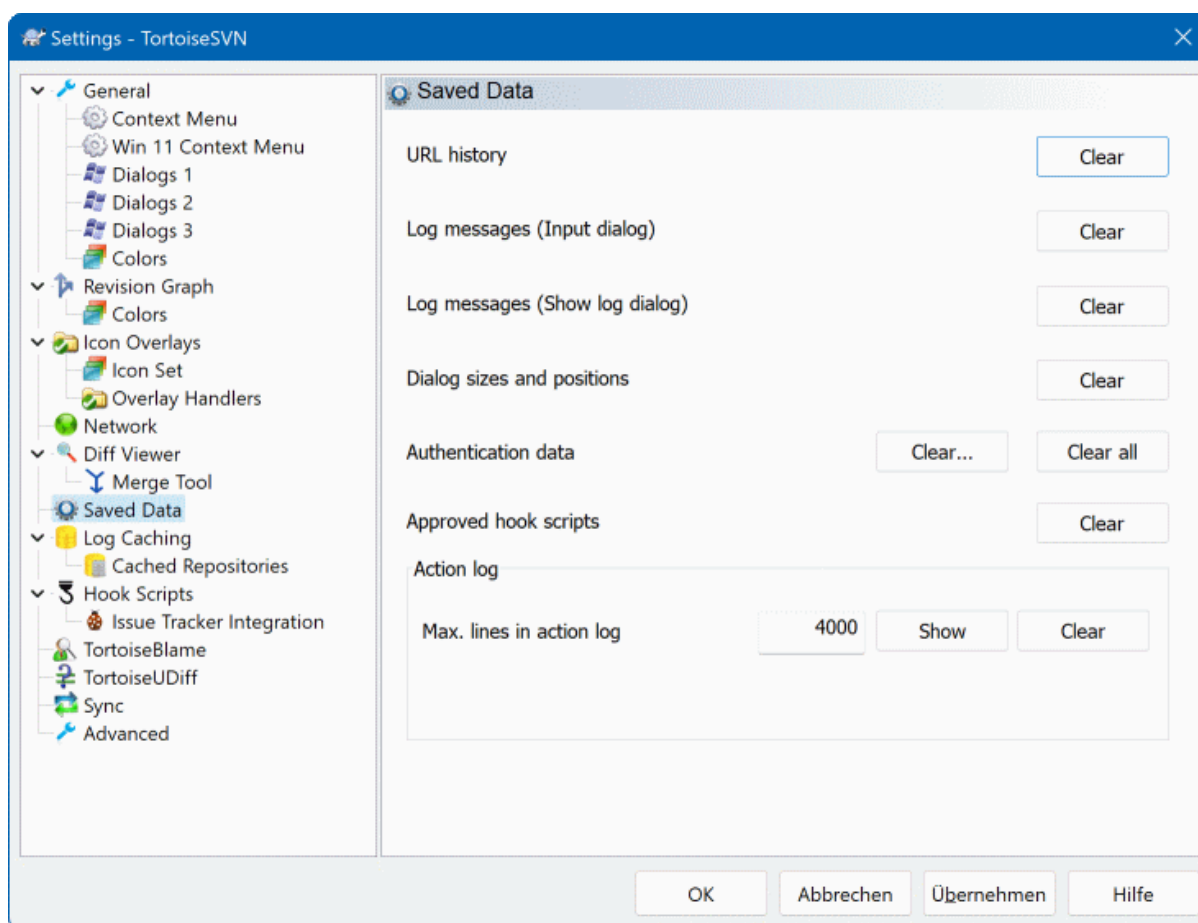 Settings - TortoiseSVN
General
Context Menu
Win 11 Context Menu
Dialogs 1
Dialogs 2
Dialogs 3
Colors
Revision Graph
Colors
Icon Overlays
Icon Set
Overlay Handlers
Network
Diff Viewer
Merge Tool
Saved Data
Log Caching
Cached Repositories
Hook Scripts
Issue Tracker Integration
TortoiseBlame
TortoiseUDiff
Sync
Advanced
Saved Data
URL history Clear
Log messages (Input dialog) Clear
Log messages (Show log dialog) Clear
Dialog sizes and positions Clear
Authentication data Clear... Clear all
Approved hook scripts Clear
Action log
Max. lines in action log 4000 Show Clear
OK Abbrechen Übernehmen Hilfe